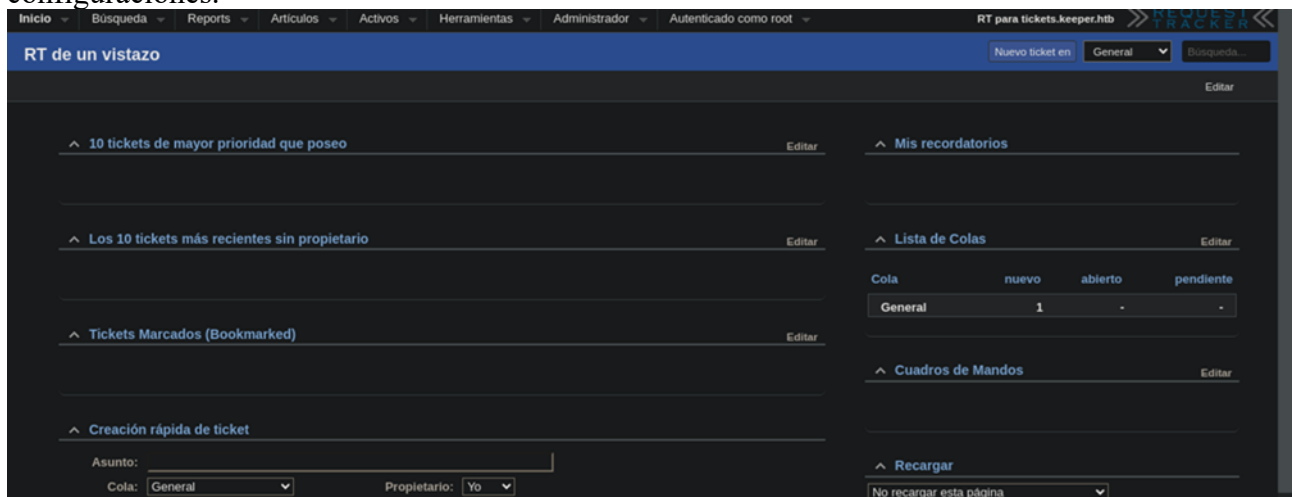 configuraciones.
Inicio Búsqueda Reports Artículos Activos Herramientas Administrador Autenticado como root RT para tickets.keeper.htb REQUEST TRACKER
RT de un vistazo Nuevo ticket en General Búsqueda...
Editar
10 tickets de mayor prioridad que poseo Editar
Mis recordatorios
Los 10 tickets más recientes sin propietario Editar
Lista de Colas Editar
Cola nuevo abierto pendiente
General 1 - -
Tickets Marcados (Bookmarked) Editar
Cuadros de Mandos Editar
Creación rápida de ticket
Asunto:
Cola: General Propietario: Yo
Recargar
No recargar esta página